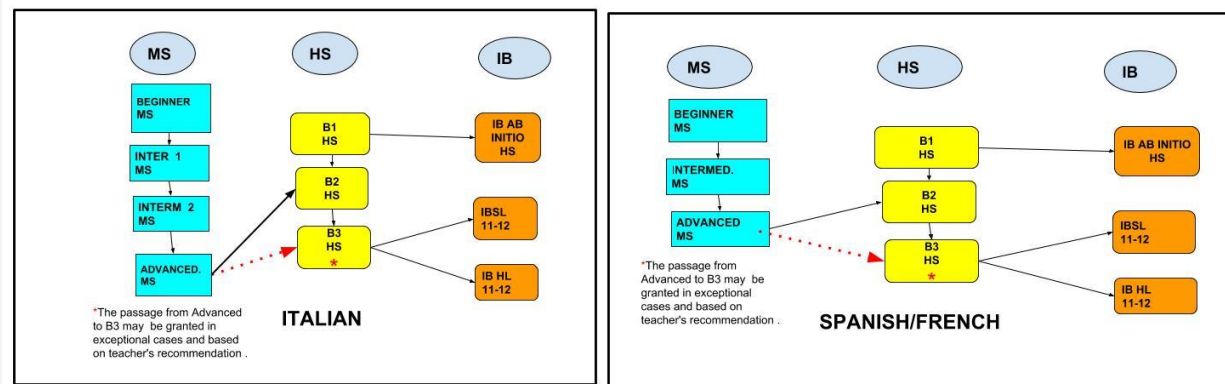 MS
HS
IB
BEGINNER
MS
INTER 1
MS
INTERM 2
MS
ADVANCED.
MS
B1
HS
B2
HS
B3
HS
*
IB AB
INITIO
HS
IBSL
11-12
IB HL
11-12
*The passage from Advanced
to B3 may be granted in
exceptional cases and based
on teacher's recommendation .
ITALIAN
MS
HS
IB
BEGINNER
MS
INTERMED.
MS
ADVANCED
MS
B1
HS
B2
HS
B3
HS
*
IB AB INITIO
HS
IBSL
11-12
IB HL
11-12
*The passage from
Advanced to B3 may be
granted in exceptional
cases and based on
teacher's recommendation .
SPANISH/FRENCH